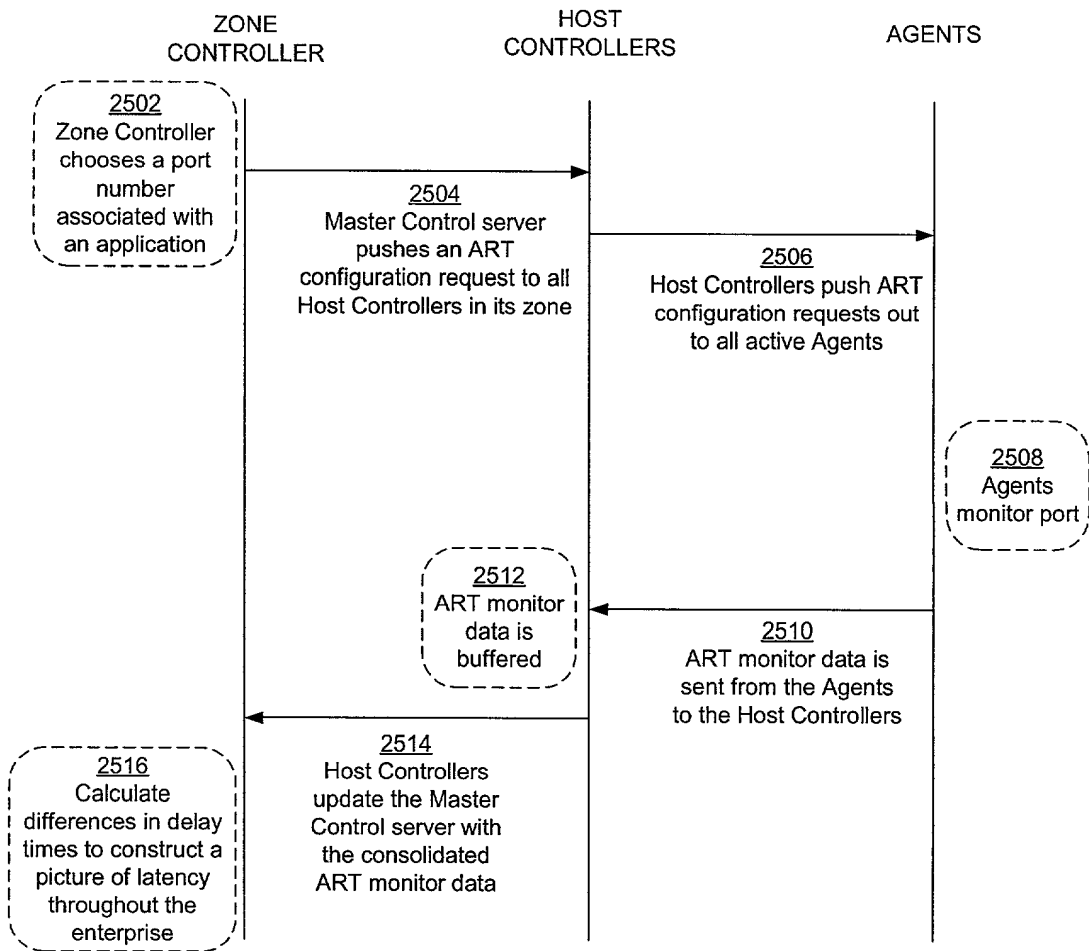 ZONE
CONTROLLER
HOST
CONTROLLERS
AGENTS
2502
Zone Controller
chooses a port
number
associated with
an application
2504
Master Control server
pushes an ART
configuration request to all
Host Controllers in its zone
2506
Host Controllers push ART
configuration requests out
to all active Agents
2508
Agents
monitor port
2510
ART monitor data is
sent from the Agents
to the Host Controllers
2512
ART monitor
data is
buffered
2514
Host Controllers
update the Master
Control server with
the consolidated
ART monitor data
2516
Calculate
differences in delay
times to construct a
picture of latency
throughout the
enterprise